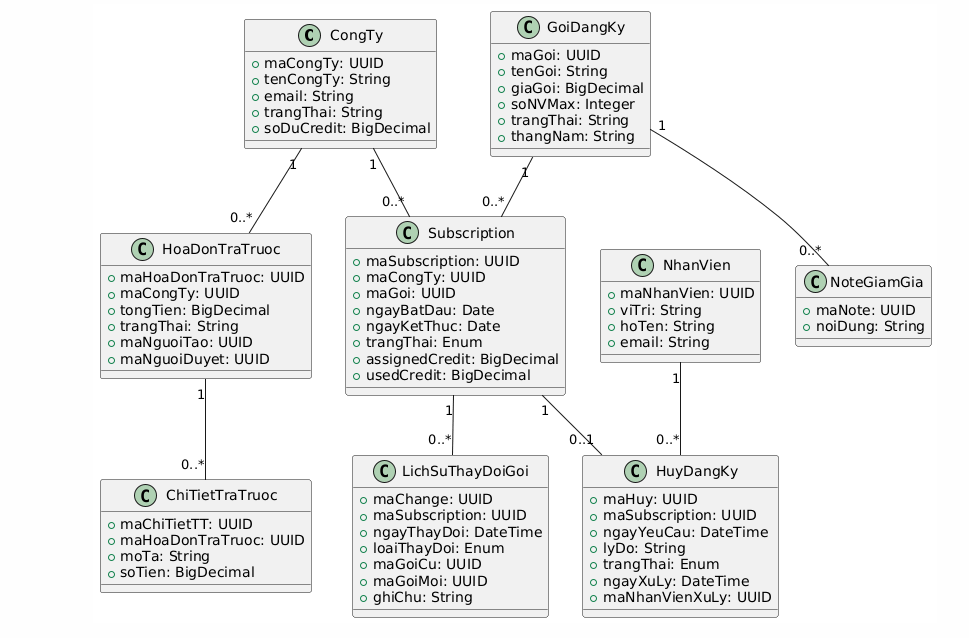 C CongTy
maCongTy: UUID
tenCongTy: String
email: String
trangThai: String
soDuCredit: BigDecimal
C GoiDangKy
maGoi: UUID
tenGoi: String
giaGoi: BigDecimal
soNVMax: Integer
trangThai: String
thangNam: String
1
1
1
1
0..*
0..*
0..*
0..*
C HoaDonTraTruoc
maHoaDonTraTruoc: UUID
maCongTy: UUID
tongTien: BigDecimal
trangThai: String
maNguoiTao: UUID
maNguoiDuyet: UUID
C Subscription
maSubscription: UUID
maCongTy: UUID
maGoi: UUID
ngayBatDau: Date
ngayKetThuc: Date
trangThai: Enum
assignedCredit: BigDecimal
usedCredit: BigDecimal
C NhanVien
maNhanVien: UUID
viTri: String
hoTen: String
email: String
C NoteGiamGia
maNote: UUID
noiDung: String
1
1
1
1
0..*
0..*
0..1
0..*
C ChiTietTraTruoc
maChiTietTT: UUID
maHoaDonTraTruoc: UUID
moTa: String
soTien: BigDecimal
C LichSuThayDoiGoi
maChange: UUID
maSubscription: UUID
ngayThayDoi: DateTime
loaiThayDoi: Enum
maGoiCu: UUID
maGoiMoi: UUID
ghiChu: String
C HuyDangKy
maHuy: UUID
maSubscription: UUID
ngayYeuCau: DateTime
lyDo: String
trangThai: Enum
ngayXuLy: DateTime
maNhanVienXuLy: UUID